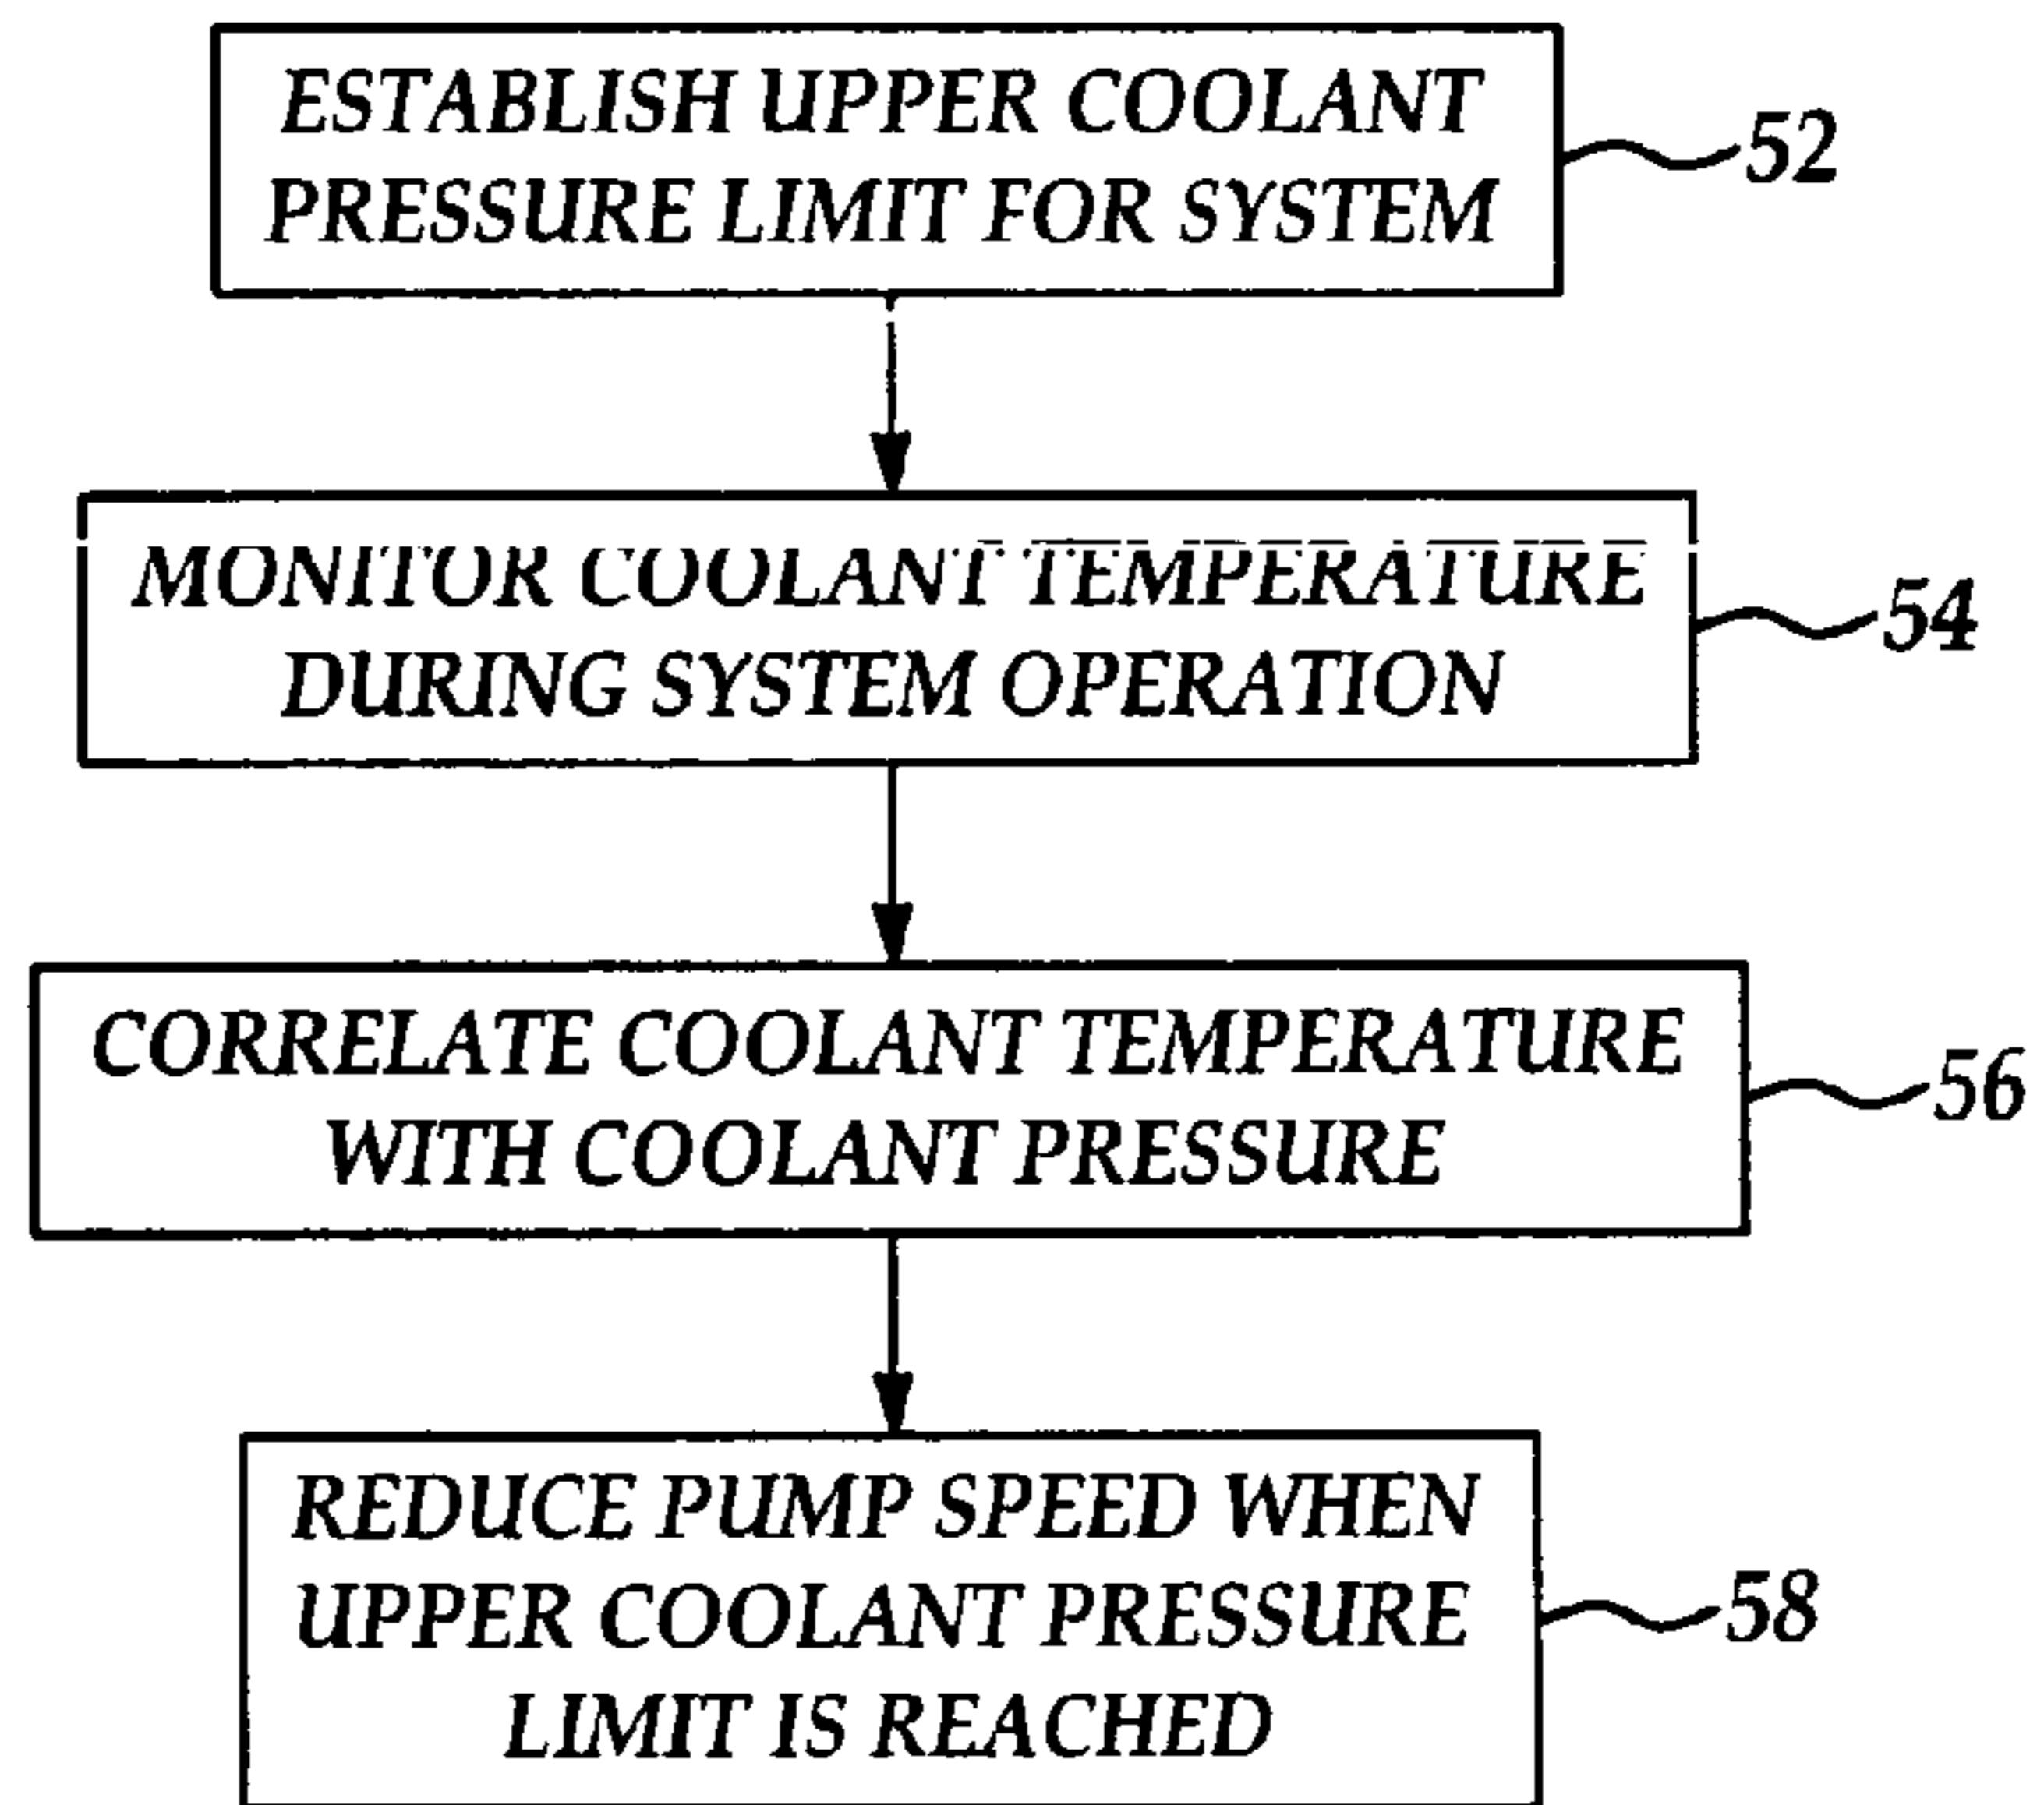 ESTABLISH UPPER COOLANT
PRESSURE LIMIT FOR SYSTEM
52
MONITOR COOLANT TEMPERATURE
DURING SYSTEM OPERATION
54
CORRELATE COOLANT TEMPERATURE
WITH COOLANT PRESSURE
56
REDUCE PUMP SPEED WHEN
UPPER COOLANT PRESSURE
LIMIT IS REACHED
58